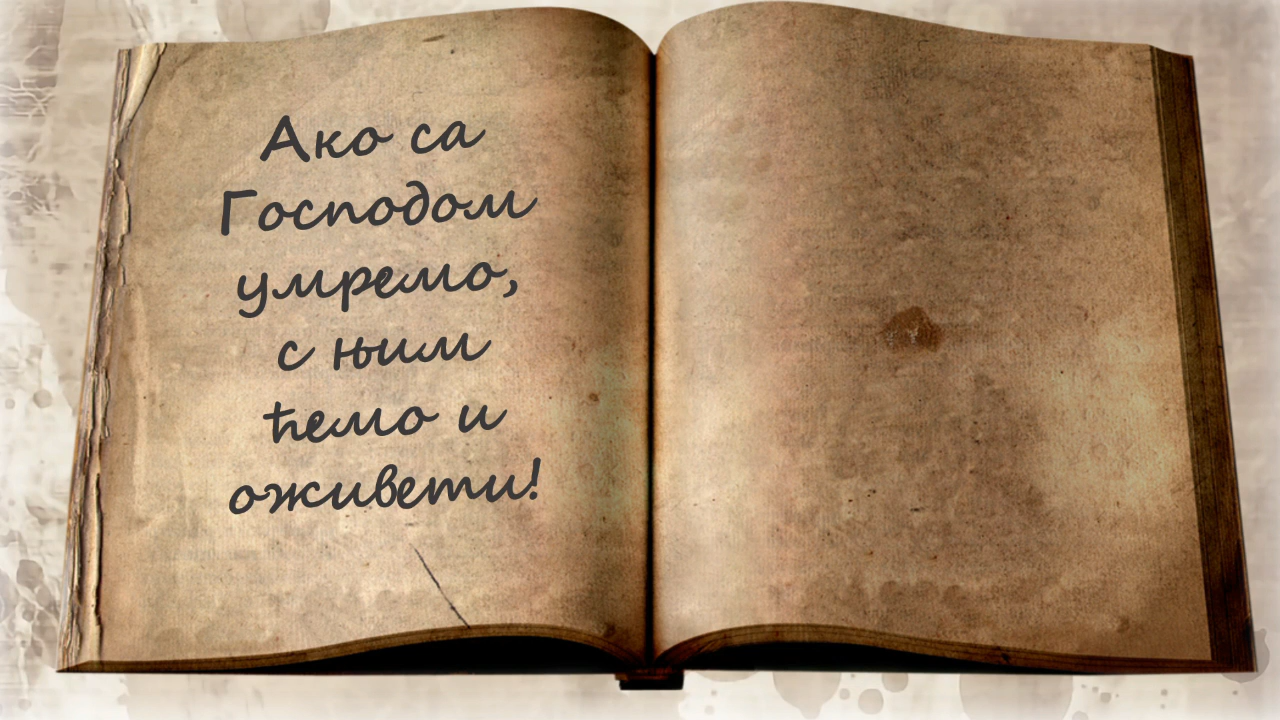 Ако са
Господом
умремо,
с њим
ћемо и
оживети!